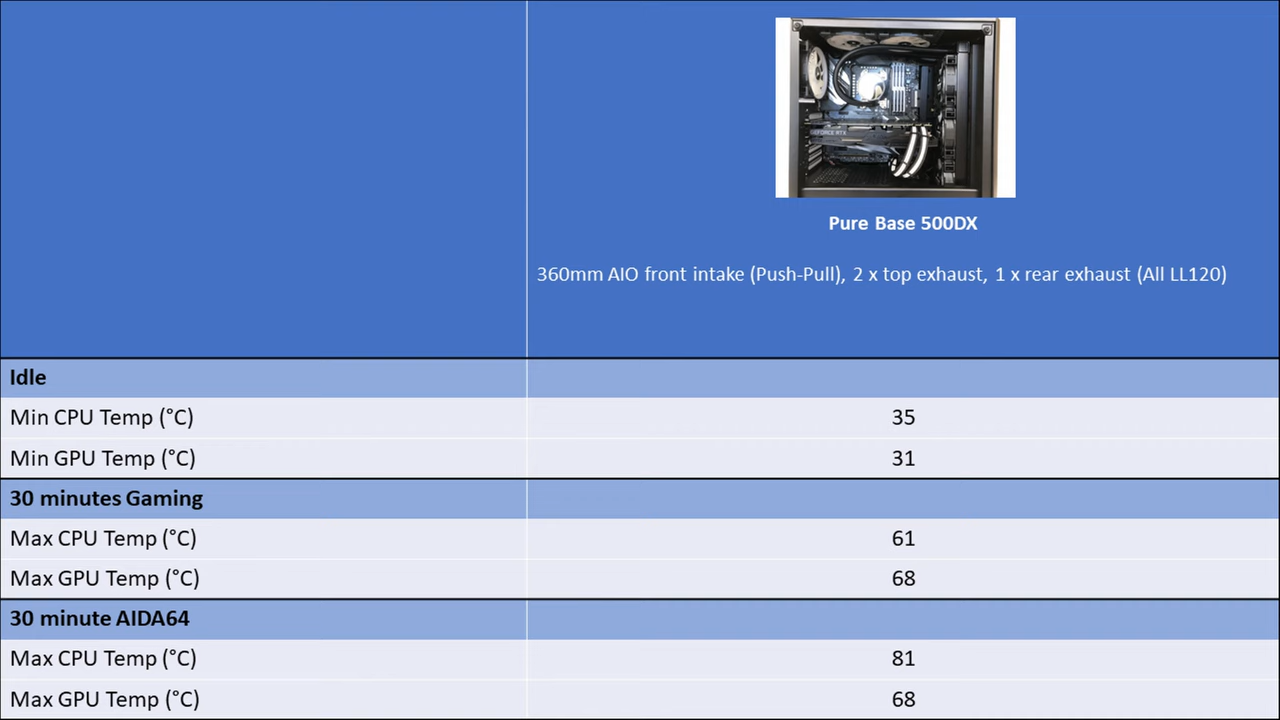 GEFORCE RTX
Pure Base 500DX
360mm AIO front intake (Push-Pull), 2 x top exhaust, 1 x rear exhaust (All LL120)
Idle
Min CPU Temp (°C) 35
Min GPU Temp (°C) 31
30 minutes Gaming
Max CPU Temp (°C) 61
Max GPU Temp (°C) 68
30 minute AIDA64
Max CPU Temp (°C) 81
Max GPU Temp (°C) 68